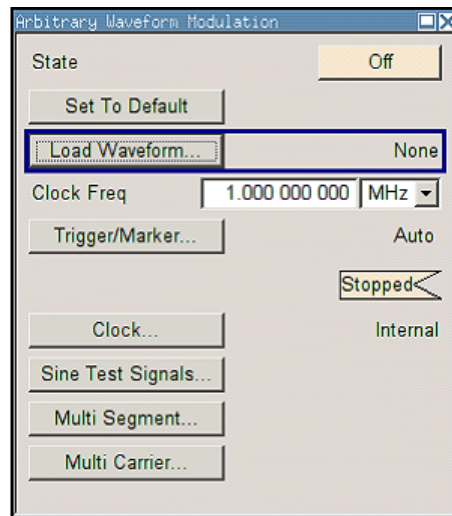 Arbitrary Waveform Modulation
State Off
Set To Default
Load Waveform... None
Clock Freq 1.000 000 000 MHz
Trigger/Marker... Auto
Stopped
Clock... Internal
Sine Test Signals...
Multi Segment...
Multi Carrier...